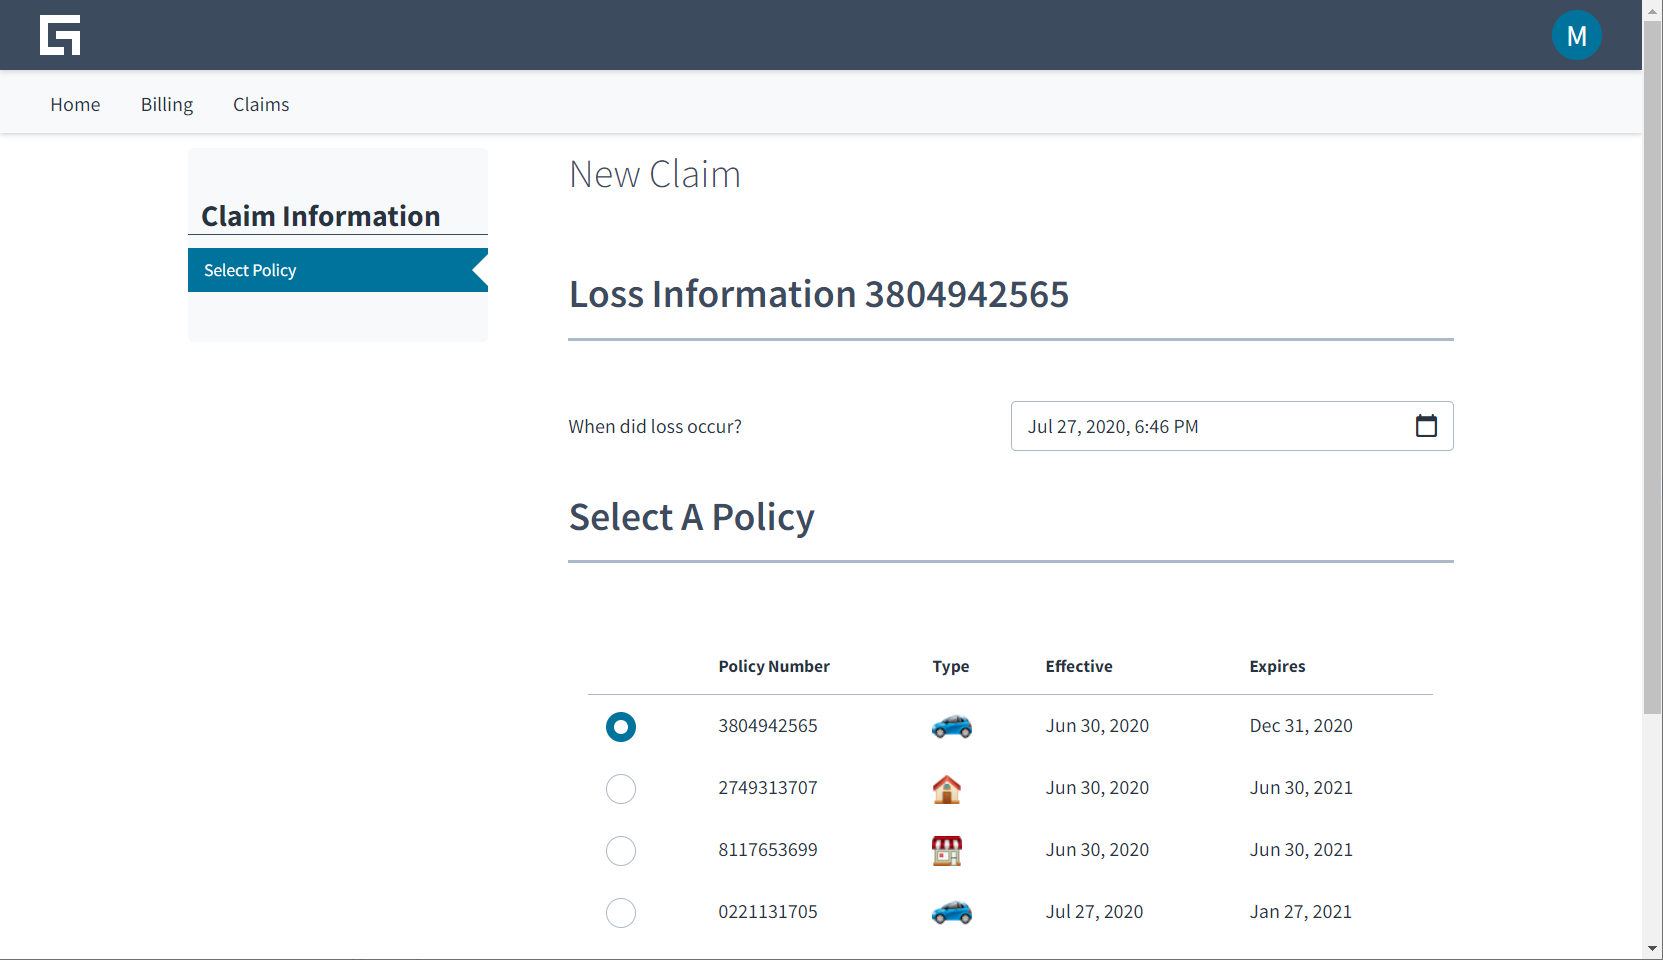 M
Home Billing Claims
Claim Information
Select Policy
New Claim
Loss Information 3804942565
When did loss occur? Jul 27, 2020, 6:46 PM
Select A Policy
Policy Number Type Effective Expires
3804942565 Jun 30, 2020 Dec 31, 2020
2749313707 Jun 30, 2020 Jun 30, 2021
8117653699 Jun 30, 2020 Jun 30, 2021
0221131705 Jul 27, 2020 Jan 27, 2021